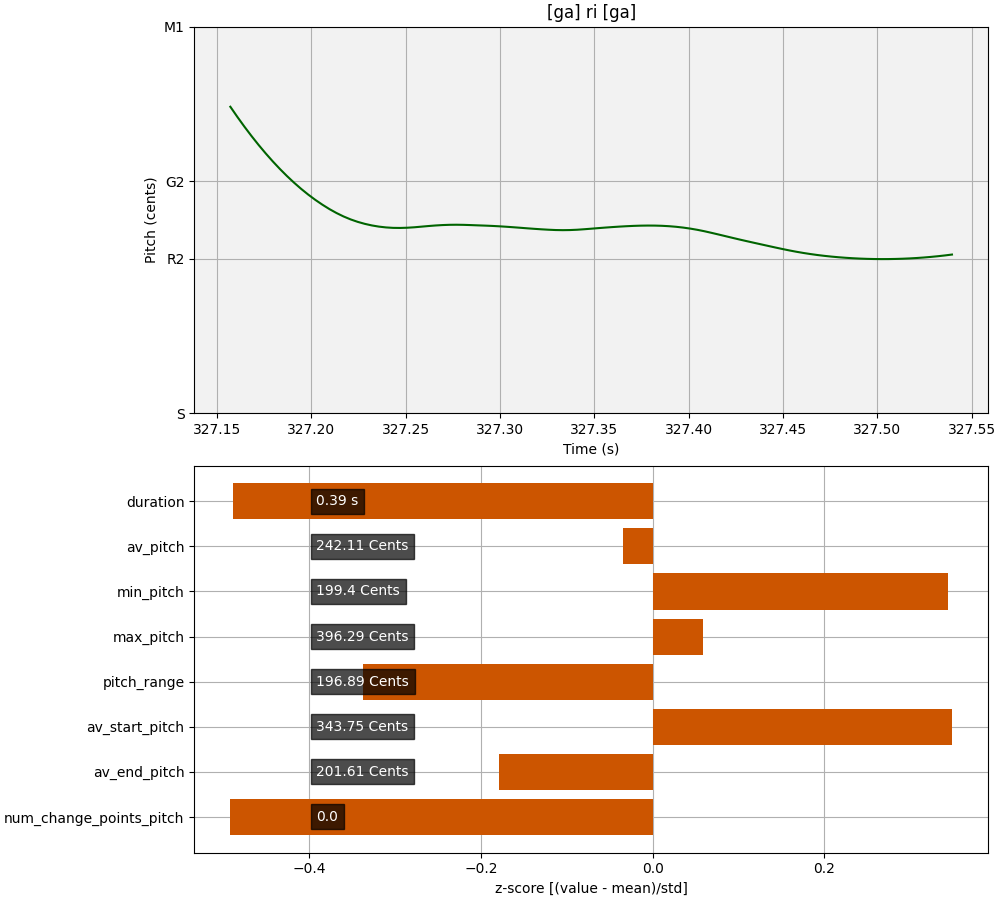 [ga] ri [ga]
M1
G2
R2
S
Pitch (cents)
327.15 327.20 327.25 327.30 327.35 327.40 327.45 327.50 327.55
Time (s)
duration 0.39 s
av_pitch 242.11 Cents
min_pitch 199.4 Cents
max_pitch 396.29 Cents
pitch_range 196.89 Cents
av_start_pitch 343.75 Cents
av_end_pitch 201.61 Cents
num_change_points_pitch 0.0
−0.4 −0.2 0.0 0.2
z-score [(value - mean)/std]